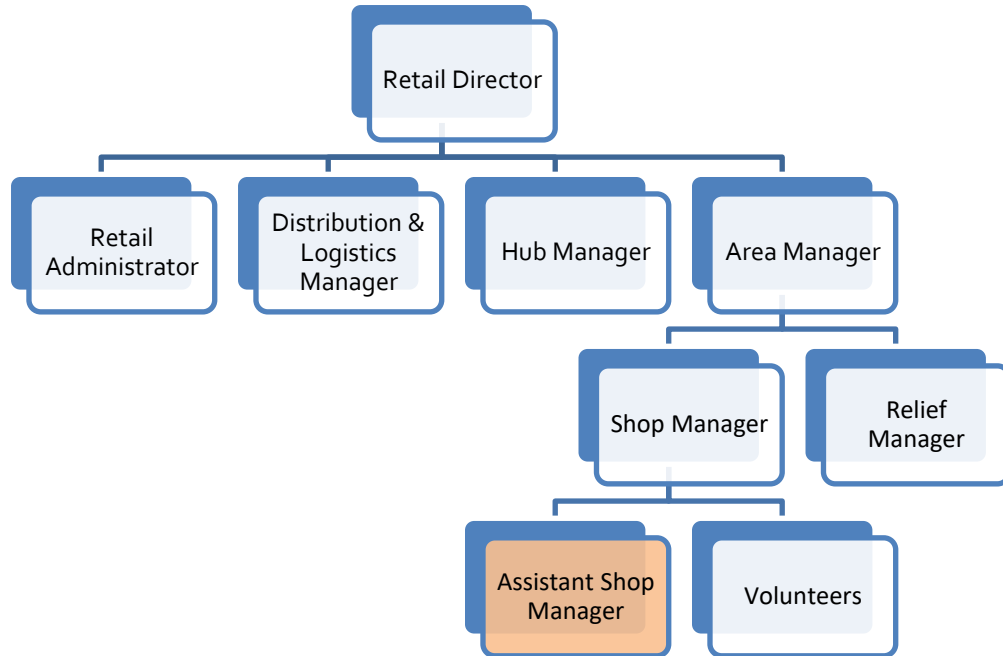 Retail Director
Retail
Administrator
Distribution &
Logistics
Manager
Hub Manager
Area Manager
Shop Manager
Relief
Manager
Assistant Shop
Manager
Volunteers